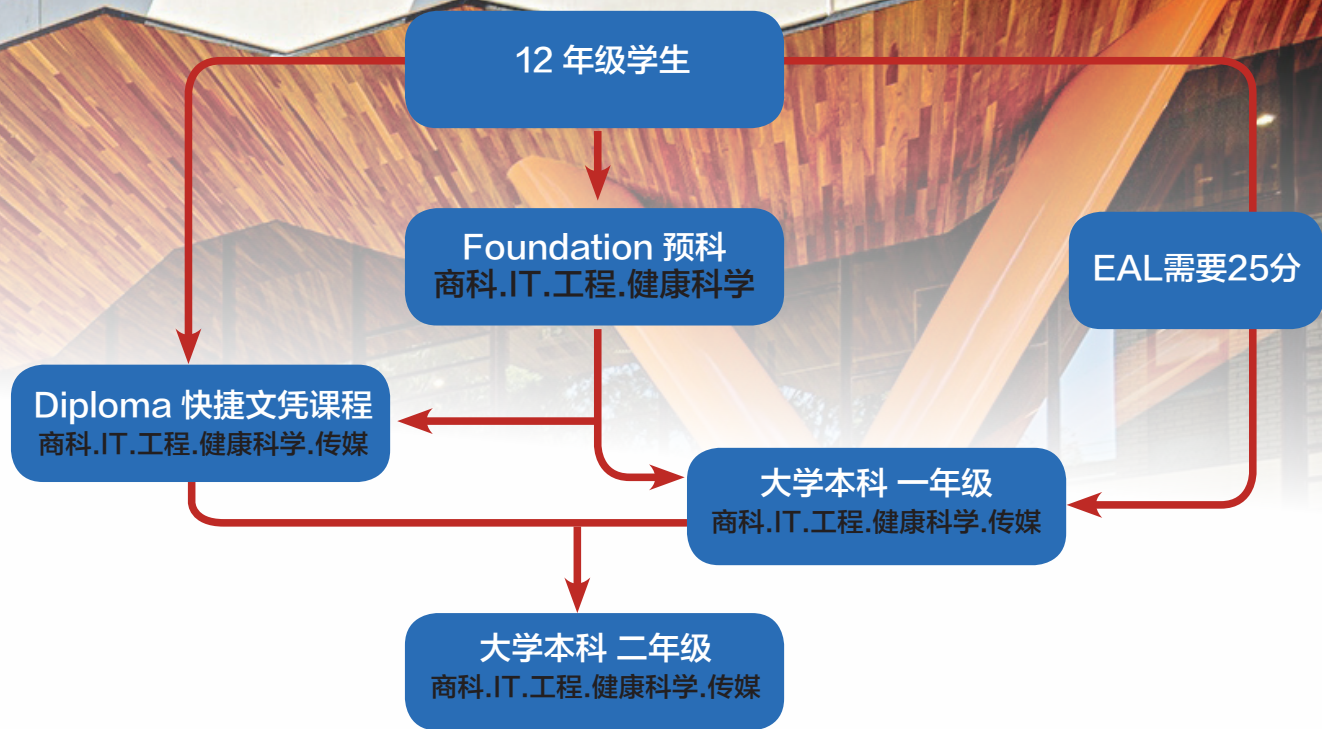 12 年级学生
Foundation 预科
商科.IT.工程.健康科学
EAL需要25分
Diploma 快捷文凭课程
商科.IT.工程.健康科学.传媒
大学本科 一年级
商科.IT.工程.健康科学.传媒
大学本科 二年级
商科.IT.工程.健康科学.传媒